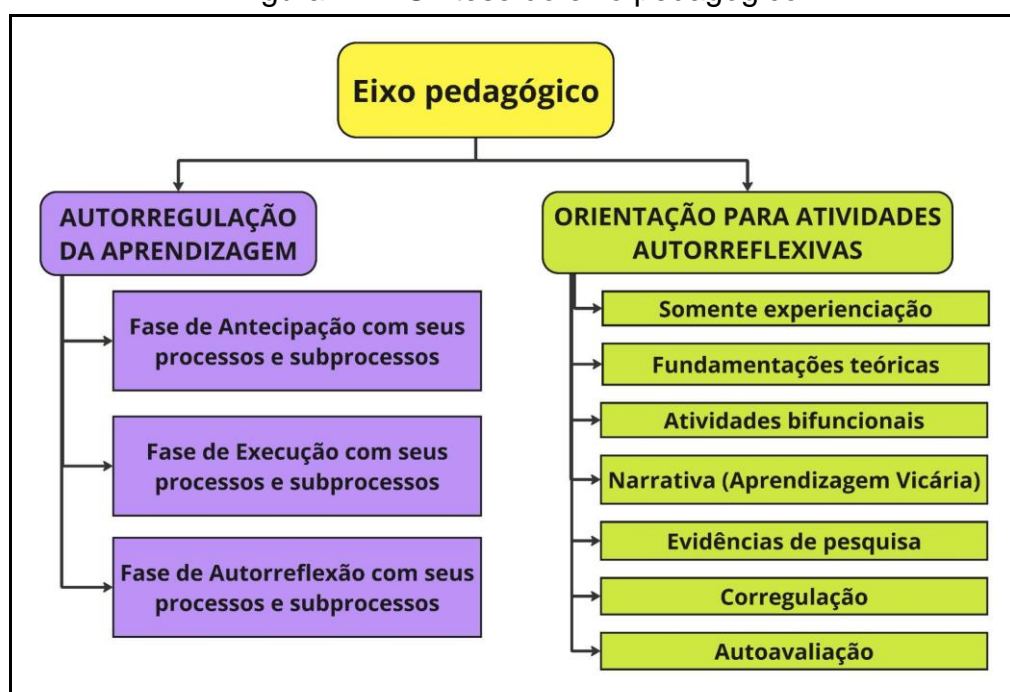 Eixo pedagógico
AUTORREGULAÇÃO
DA APRENDIZAGEM
Fase de Antecipação com seus
processos e subprocessos
Fase de Execução com seus
processos e subprocessos
Fase de Autorreflexão com seus
processos e subprocessos
ORIENTAÇÃO PARA ATIVIDADES
AUTORREFLEXIVAS
Somente experienciação
Fundamentações teóricas
Atividades bifuncionais
Narrativa (Aprendizagem Vicária)
Evidências de pesquisa
Corregulação
Autoavaliação